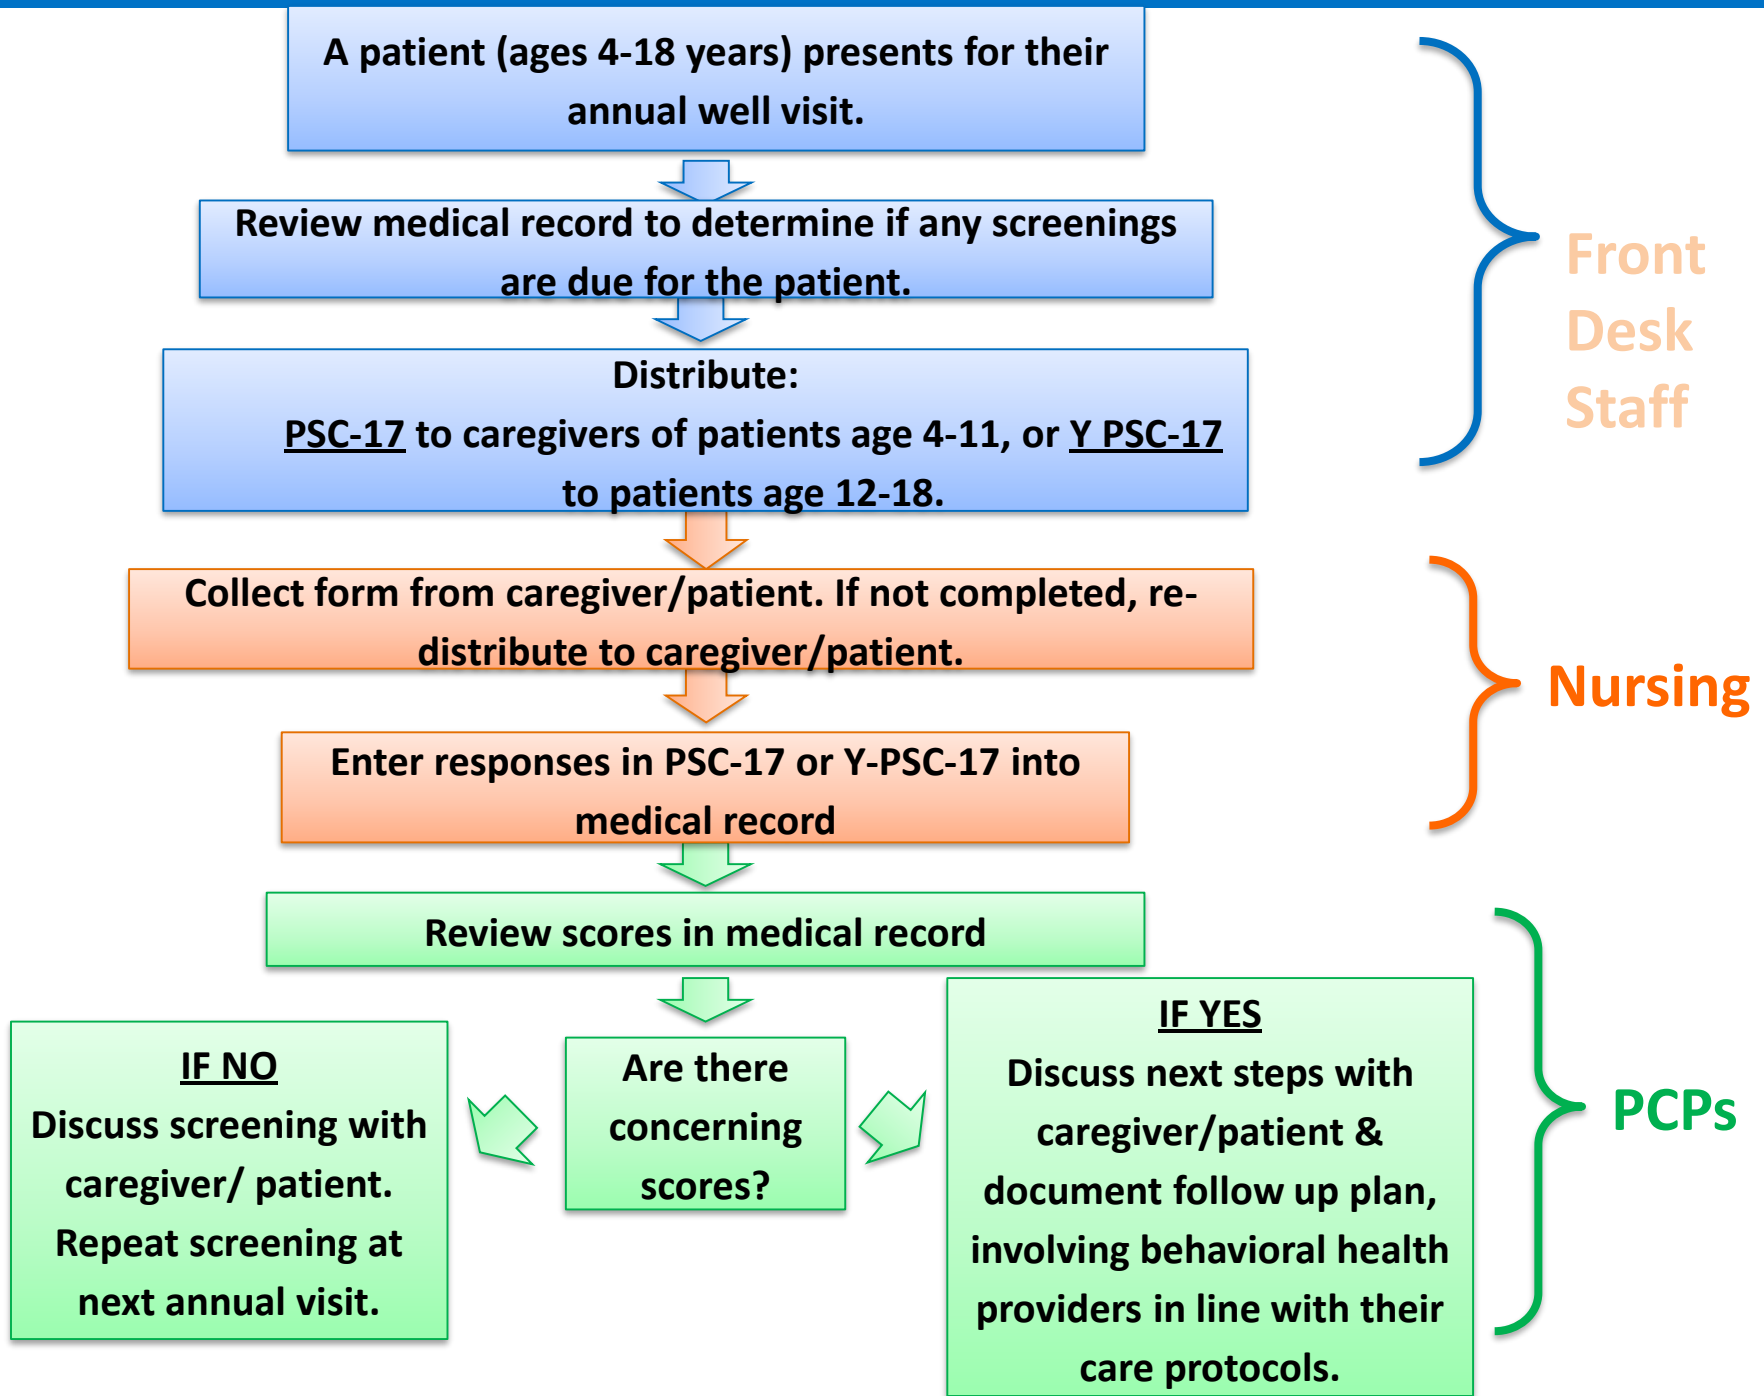 A patient (ages 4-18 years) presents for their
annual well visit.
Review medical record to determine if any screenings
are due for the patient.
Distribute:
PSC-17 to caregivers of patients age 4-11, or Y PSC-17
to patients age 12-18.
Front
Desk
Staff
Collect form from caregiver/patient. If not completed, re-
distribute to caregiver/patient.
Enter responses in PSC-17 or Y-PSC-17 into
medical record
Nursing
Review scores in medical record
IF NO
Discuss screening with
caregiver/ patient.
Repeat screening at
next annual visit.
Are there
concerning
scores?
IF YES
Discuss next steps with
caregiver/patient &
document follow up plan,
involving behavioral health
providers in line with their
care protocols.
PCPs